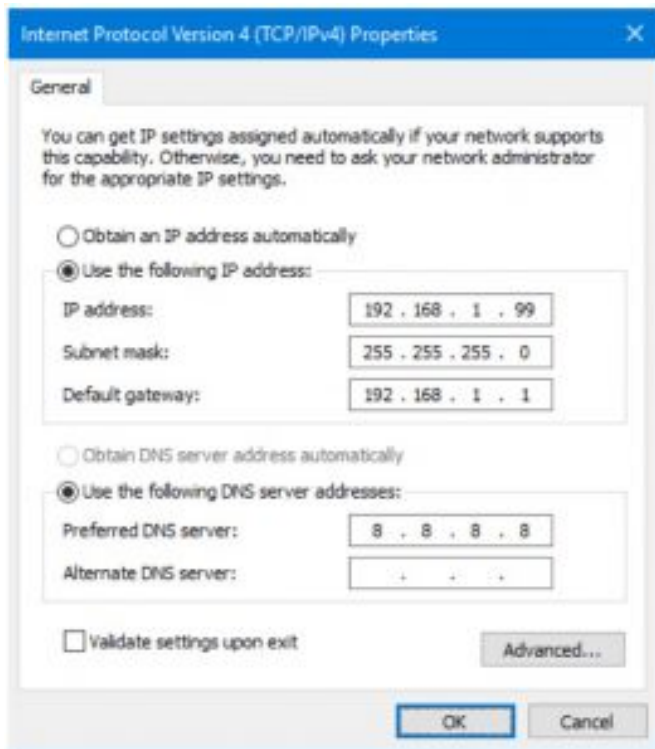 Internet Protocol Version 4 (TCP/IPv4) Properties
General
You can get IP settings assigned automatically if your network supports
this capability. Otherwise, you need to ask your network administrator
for the appropriate IP settings.
Obtain an IP address automatically
Use the following IP address:
IP address: 192 . 168 . 1 . 99
Subnet mask: 255 . 255 . 255 . 0
Default gateway: 192 . 168 . 1 . 1
Obtain DNS server address automatically
Use the following DNS server addresses:
Preferred DNS server: 8 . 8 . 8 . 8
Alternate DNS server: . . .
Validate settings upon exit
Advanced...
OK Cancel